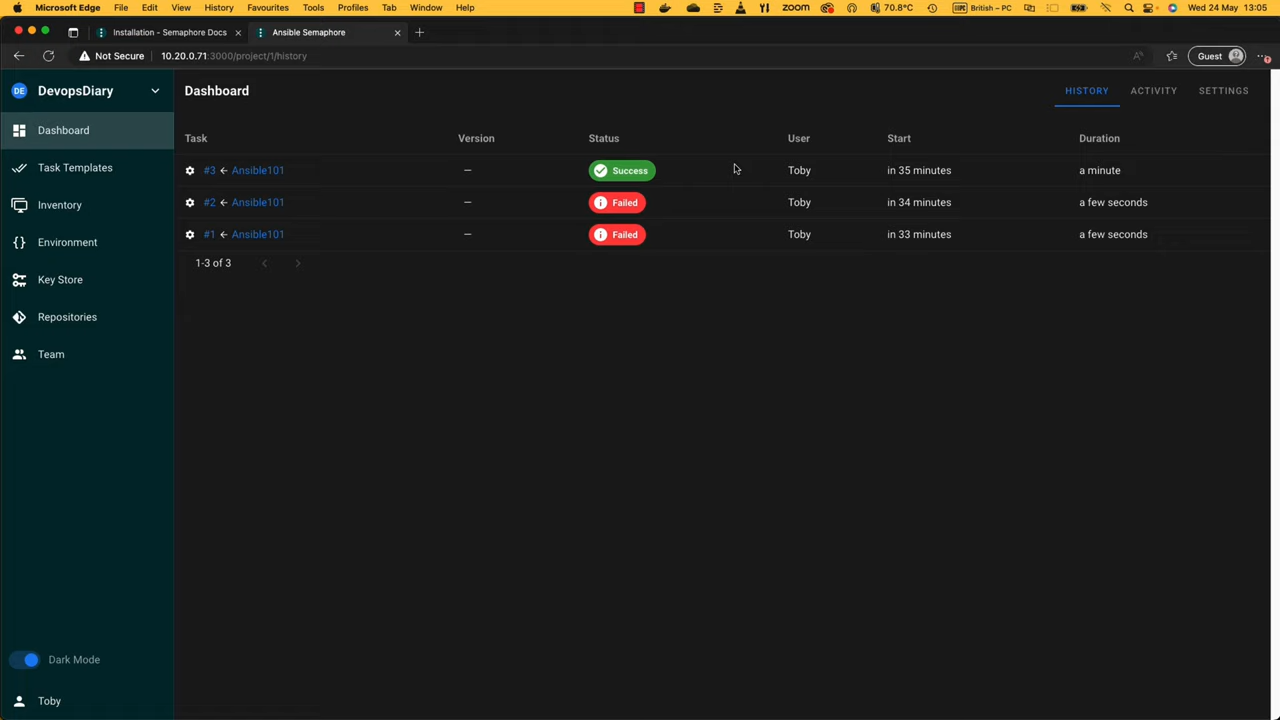 Microsoft Edge File Edit View History Favourites Tools Profiles Tab Window Help zoom 70.8°C British – PC Wed 24 May 13:05
Installation - Semaphore Docs Ansible Semaphore
Not Secure 10.20.0.71:3000/project/1/history Guest
DE DevopsDiary Dashboard HISTORY ACTIVITY SETTINGS
Dashboard
Task Version Status User Start Duration
Task Templates
#3 ← Ansible101 — Success Toby in 35 minutes a minute
Inventory
#2 ← Ansible101 — Failed Toby in 34 minutes a few seconds
Environment
#1 ← Ansible101 — Failed Toby in 33 minutes a few seconds
Key Store
1-3 of 3
Repositories
Team
Dark Mode
Toby